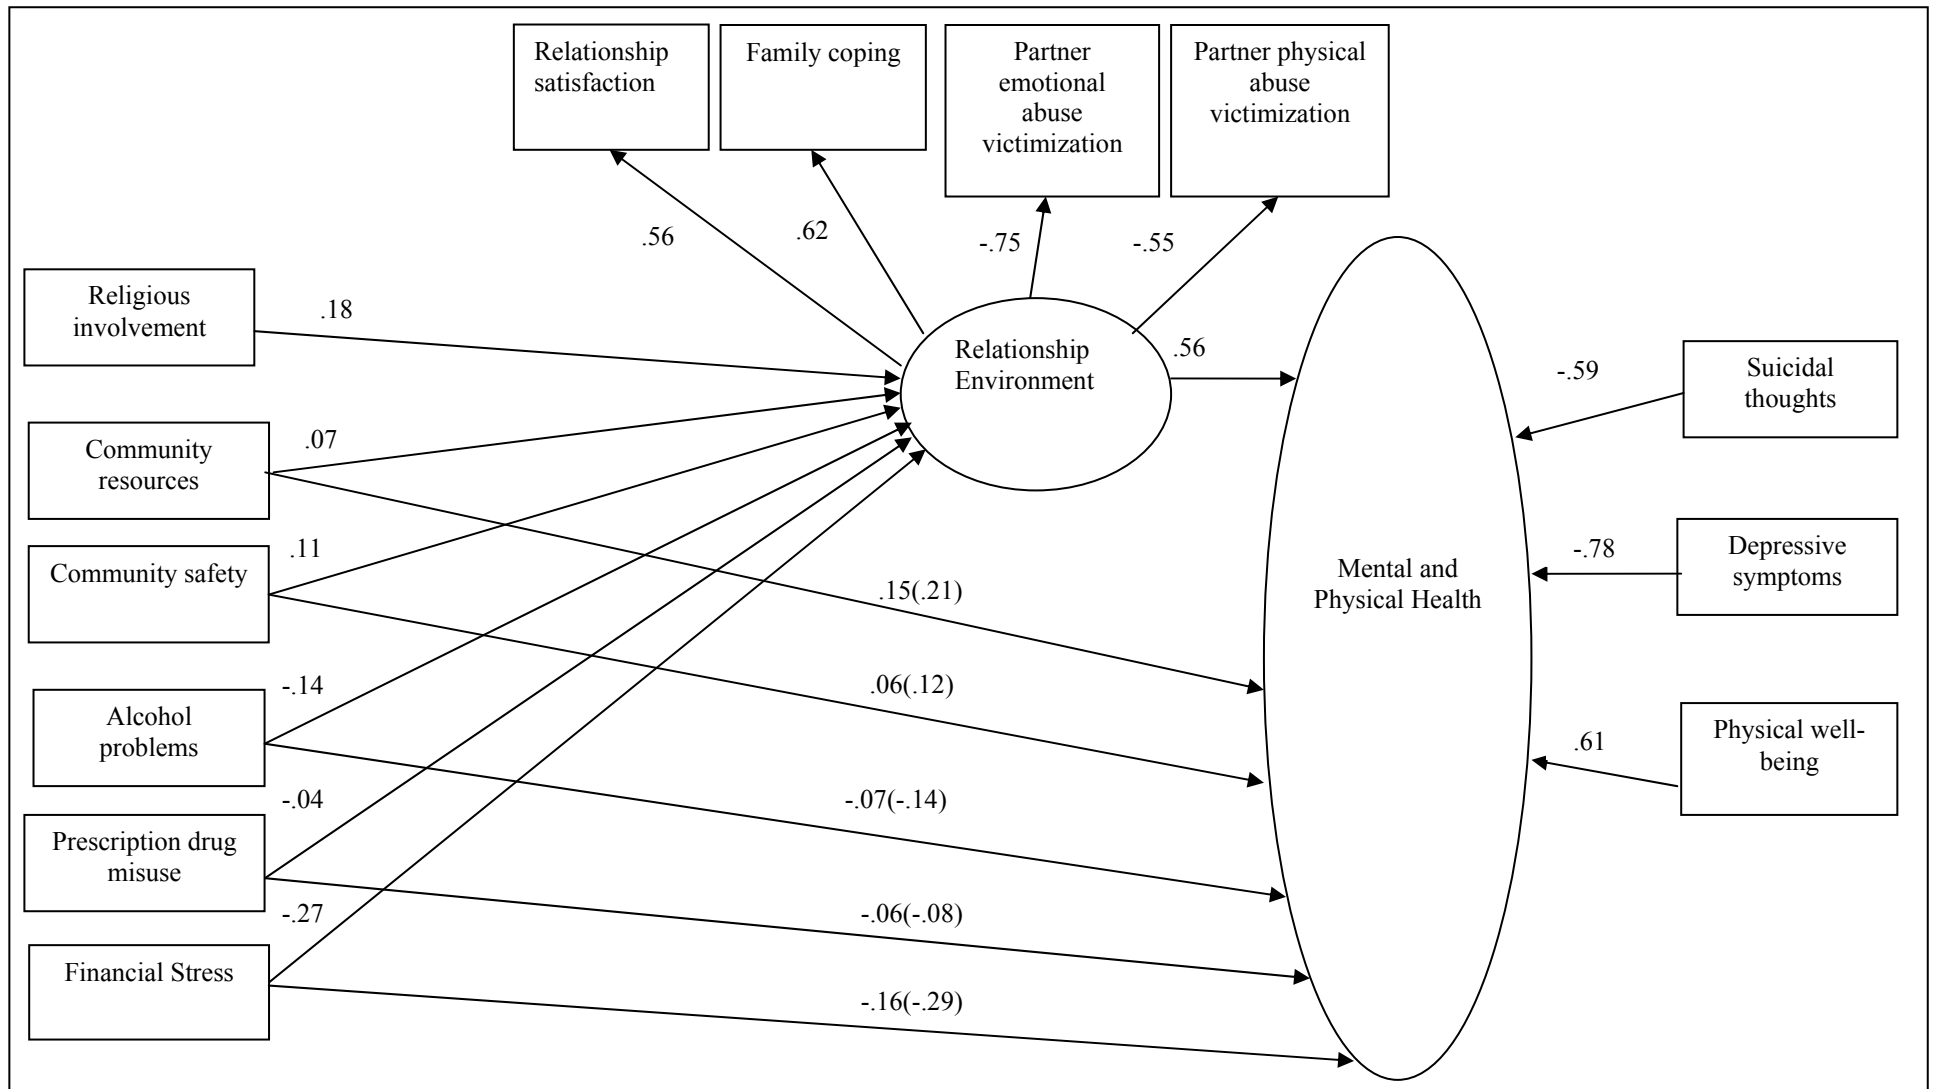 Relationship
satisfaction
Family coping
Partner
emotional
abuse
victimization
Partner physical
abuse
victimization
.56
.62
-.75
-.55
Religious
involvement
.18
Relationship
Environment
.56
Suicidal
thoughts
-.59
Community
resources
.07
Community safety
.11
.15(.21)
Mental and
Physical Health
Depressive
symptoms
-.78
Alcohol
problems
-.14
.06(.12)
Physical well-
being
.61
Prescription drug
misuse
-.04
-.07(-.14)
Financial Stress
-.27
-.06(-.08)
-.16(-.29)